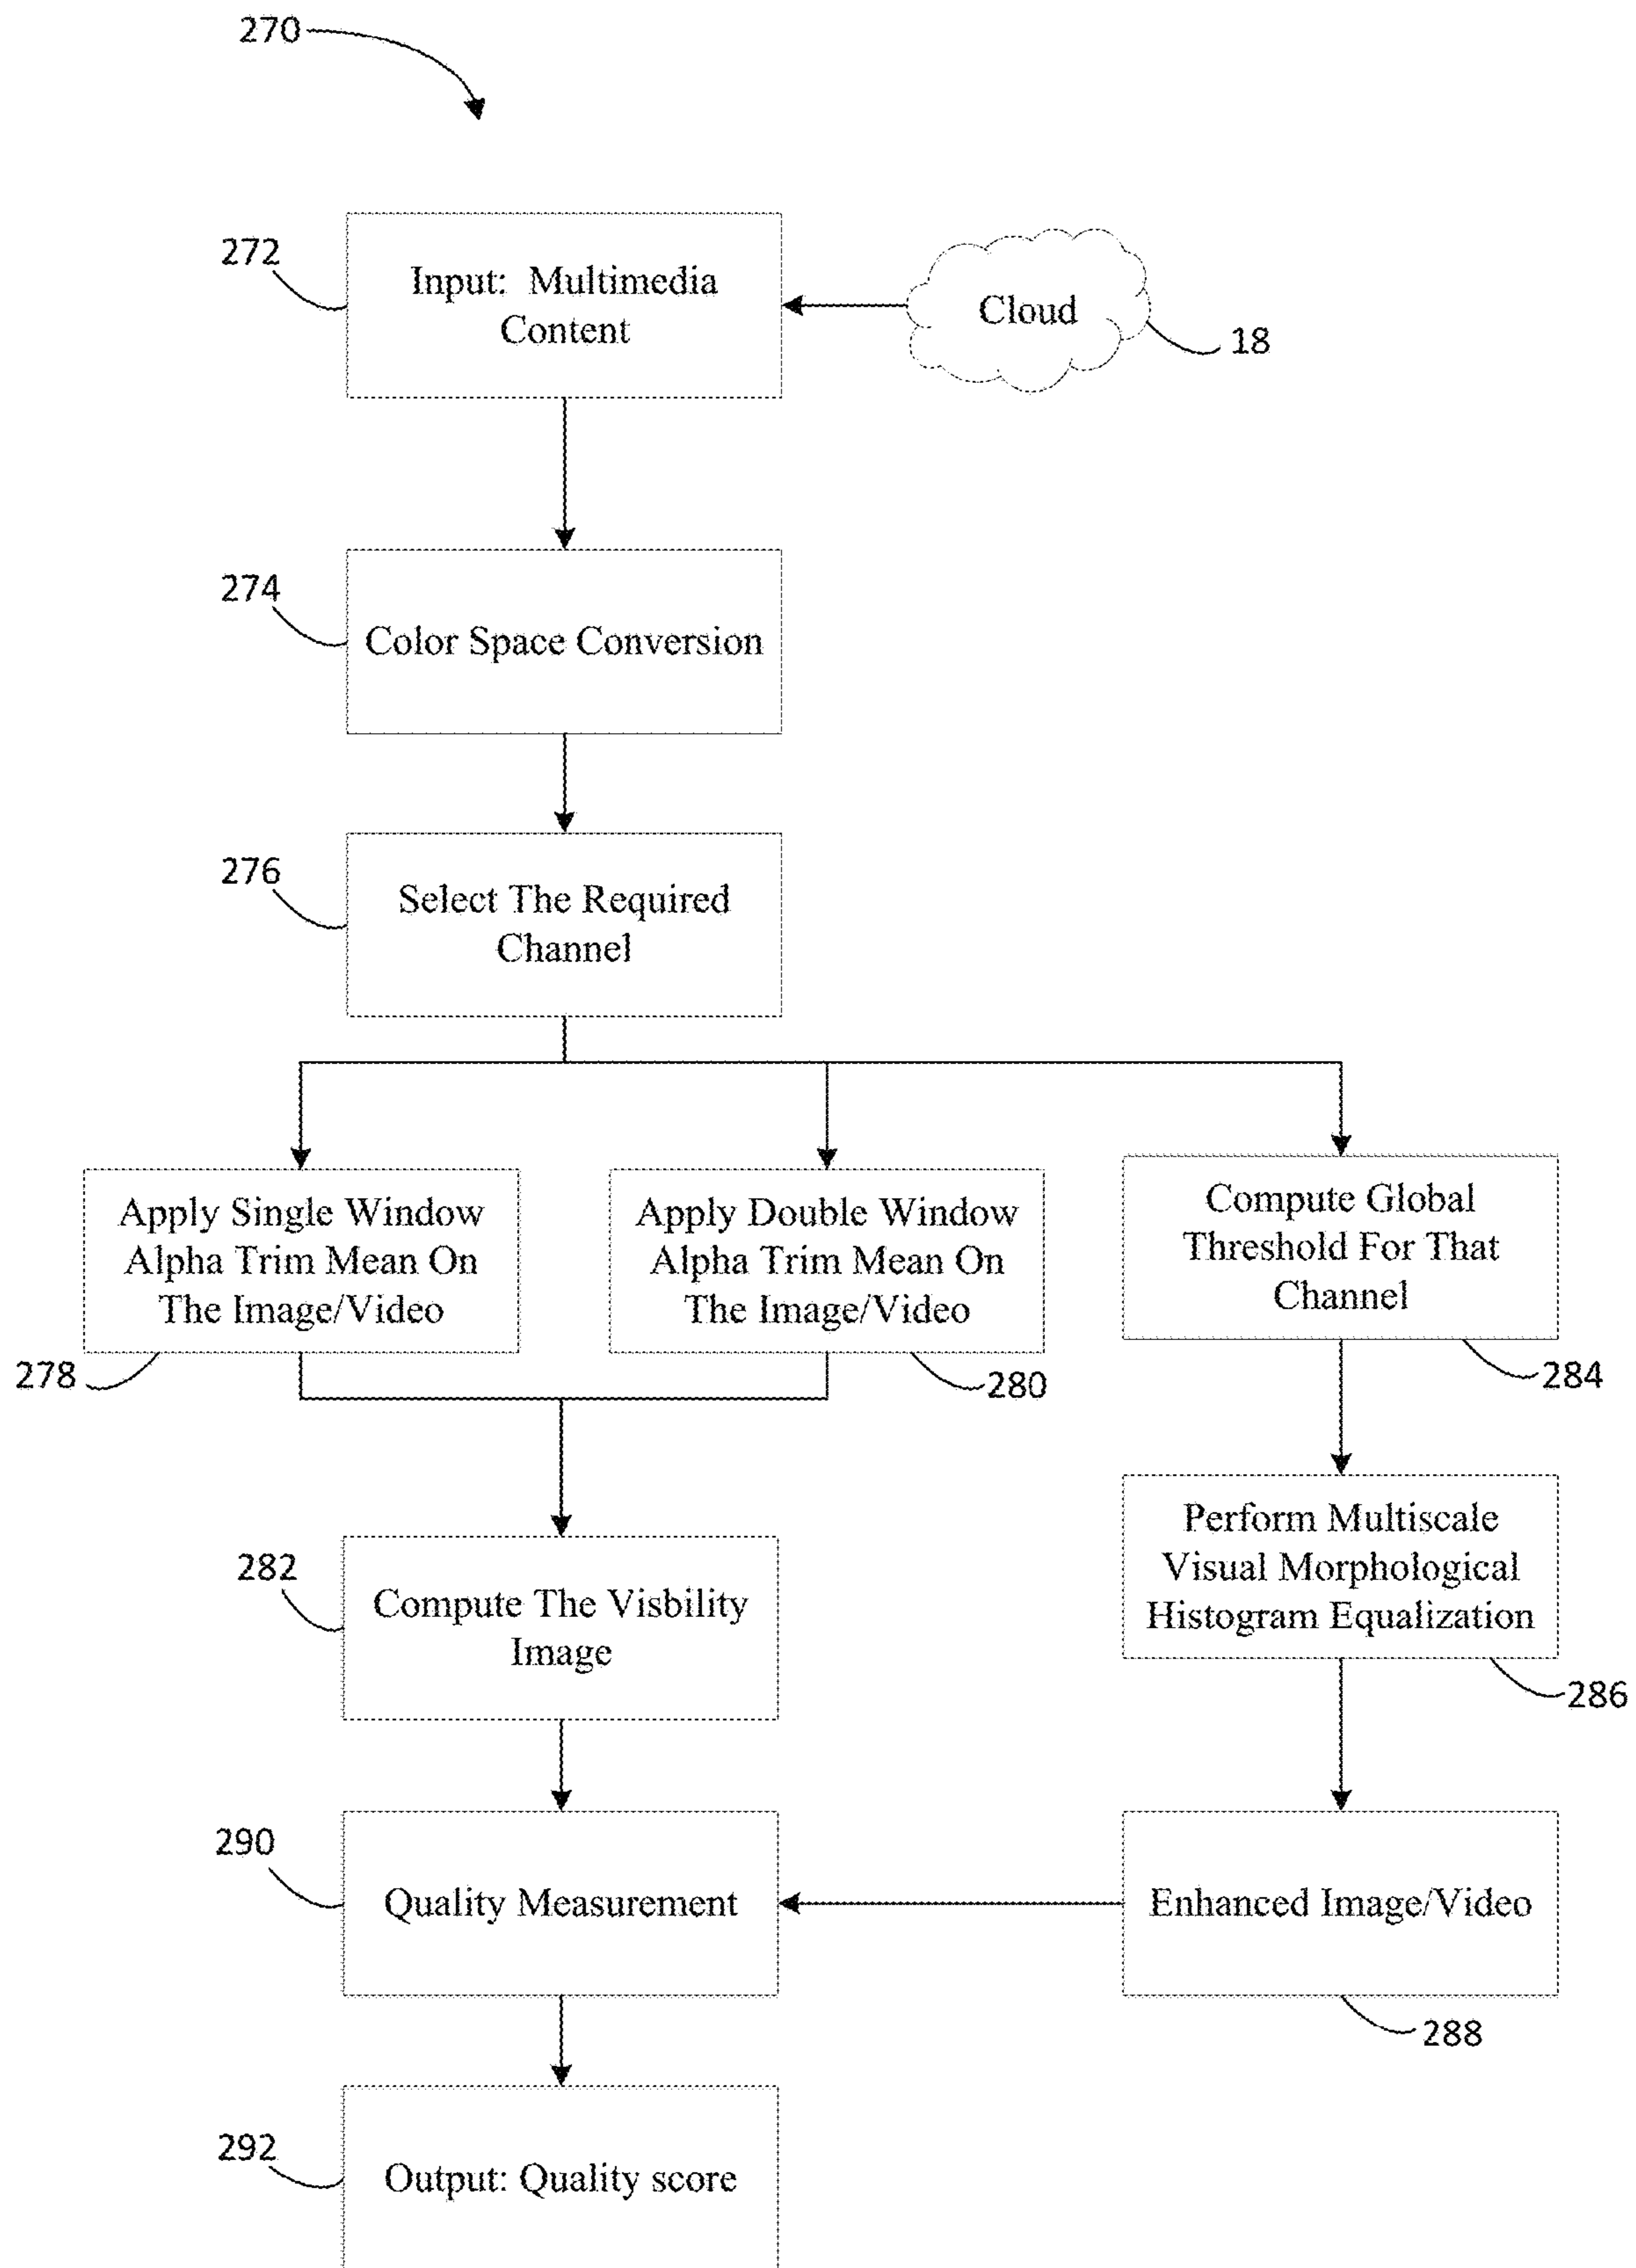 270
272
Input: Multimedia
Content
Cloud
18
274
Color Space Conversion
276
Select The Required
Channel
Apply Single Window
Alpha Trim Mean On
The Image/Video
278
Apply Double Window
Alpha Trim Mean On
The Image/Video
280
Compute Global
Threshold For That
Channel
284
282
Compute The Visbility
Image
Perform Multiscale
Visual Morphological
Histogram Equalization
286
290
Quality Measurement
Enhanced Image/Video
288
292
Output: Quality score